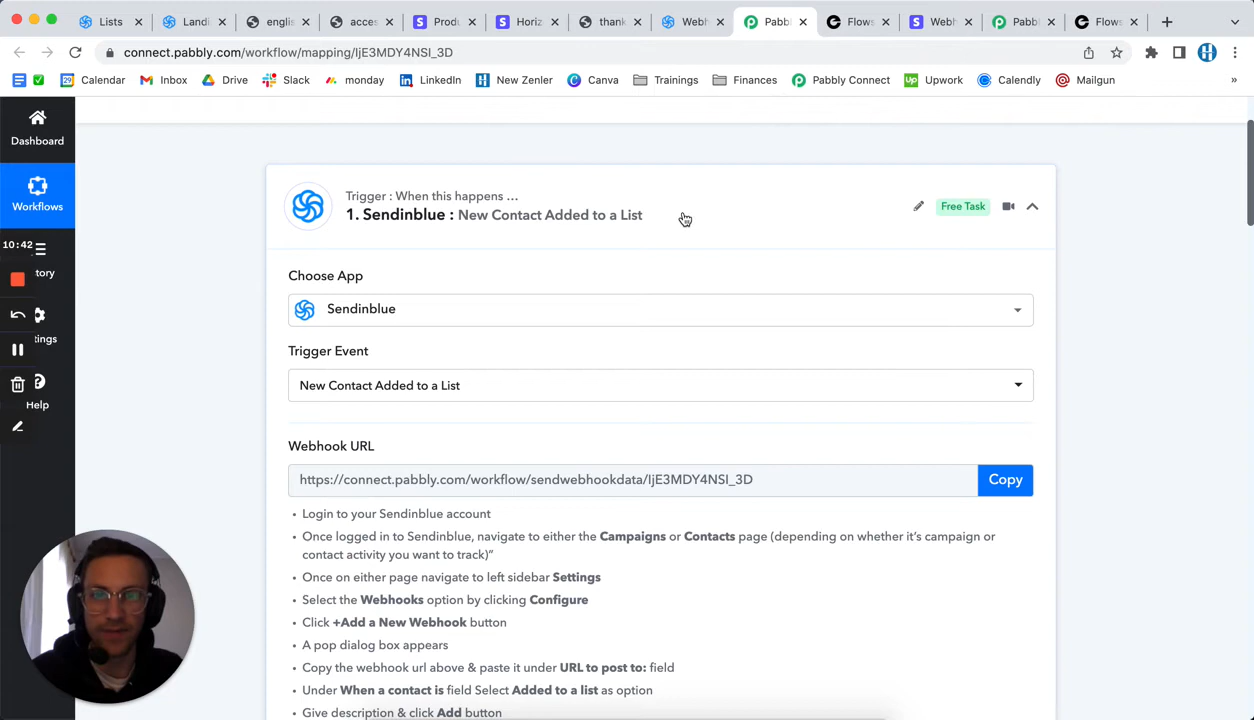 Lists
Landi
englis
acces
Produ
Horiz
thank
Webh
Pabbl
Flows
Webh
Pabbl
Flows
connect.pabbly.com/workflow/mapping/IjE3MDY4NSI_3D
Calendar
Inbox
Drive
Slack
monday
LinkedIn
New Zenler
Canva
Trainings
Finances
Pabbly Connect
Upwork
Calendly
Mailgun
»
Dashboard
Workflows
10:42
tory
tings
Help
Trigger : When this happens ...
1. Sendinblue : New Contact Added to a List
Free Task
Choose App
Sendinblue
Trigger Event
New Contact Added to a List
Webhook URL
https://connect.pabbly.com/workflow/sendwebhookdata/IjE3MDY4NSI_3D
Copy
• Login to your Sendinblue account
• Once logged in to Sendinblue, navigate to either the Campaigns or Contacts page (depending on whether it's campaign or
contact activity you want to track)"
• Once on either page navigate to left sidebar Settings
• Select the Webhooks option by clicking Configure
• Click +Add a New Webhook button
• A pop dialog box appears
• Copy the webhook url above & paste it under URL to post to: field
• Under When a contact is field Select Added to a list as option
• Give description & click Add button